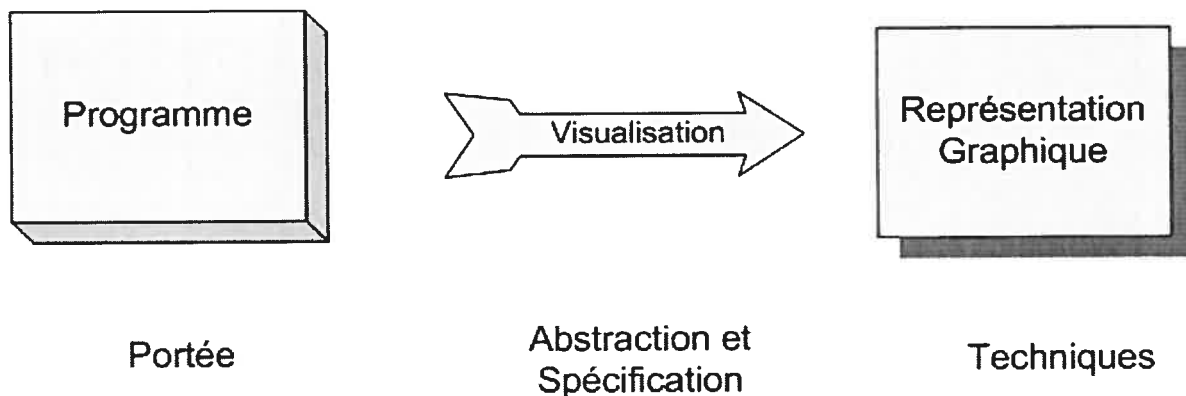 Programme
Visualisation
Représentation
Graphique
Portée
Abstraction et
Spécification
Techniques